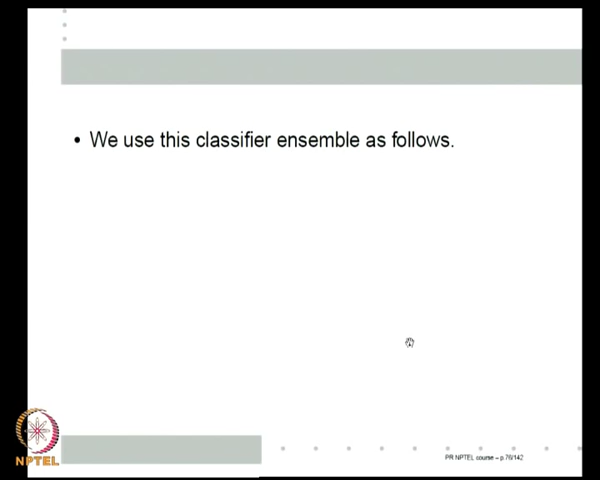 • We use this classifier ensemble as follows.
NPTEL
PR NPTEL course – p.76/142